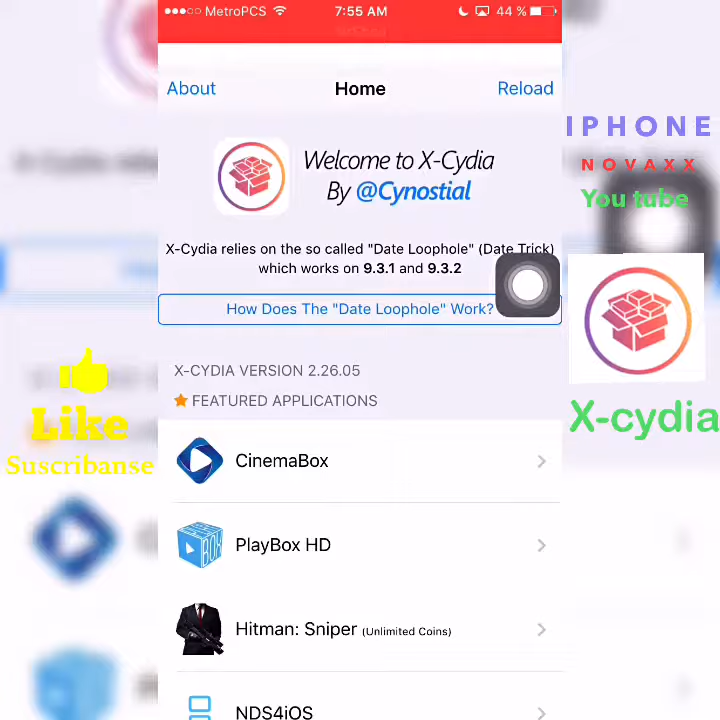 MetroPCS 7:55 AM 44 %
About Home Reload
Welcome to X-Cydia
By @Cynostial
X-Cydia relies on the so called "Date Loophole" (Date Trick)
which works on 9.3.1 and 9.3.2
How Does The "Date Loophole" Work?
X-CYDIA VERSION 2.26.05
FEATURED APPLICATIONS
CinemaBox
PlayBox HD
Hitman: Sniper (Unlimited Coins)
NDS4iOS
Like
Suscribanse
IPHONE
NOVAXX
You tube
X-cydia